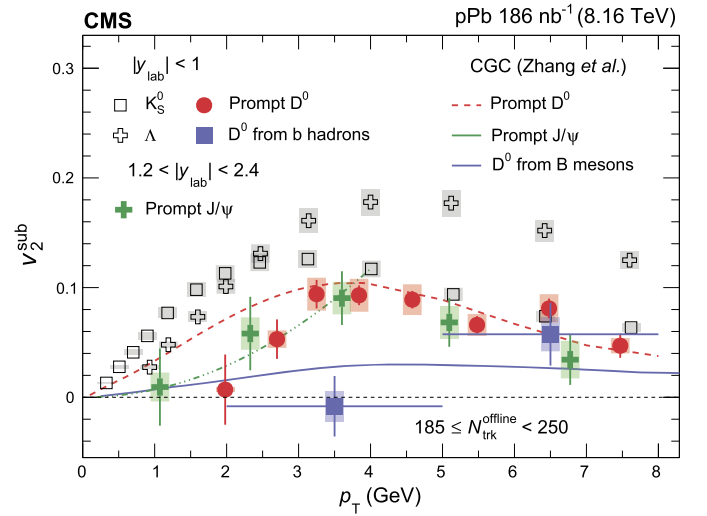 CMS
pPb 186 nb⁻¹ (8.16 TeV)
|y_lab| < 1
K⁰_S
Prompt D⁰
Λ
D⁰ from b hadrons
1.2 < |y_lab| < 2.4
Prompt J/ψ
CGC (Zhang et al.)
Prompt D⁰
Prompt J/ψ
D⁰ from B mesons
0.3
0.2
0.1
0
v₂^sub
185 ≤ N_trk^offline < 250
0 1 2 3 4 5 6 7 8
p_T (GeV)